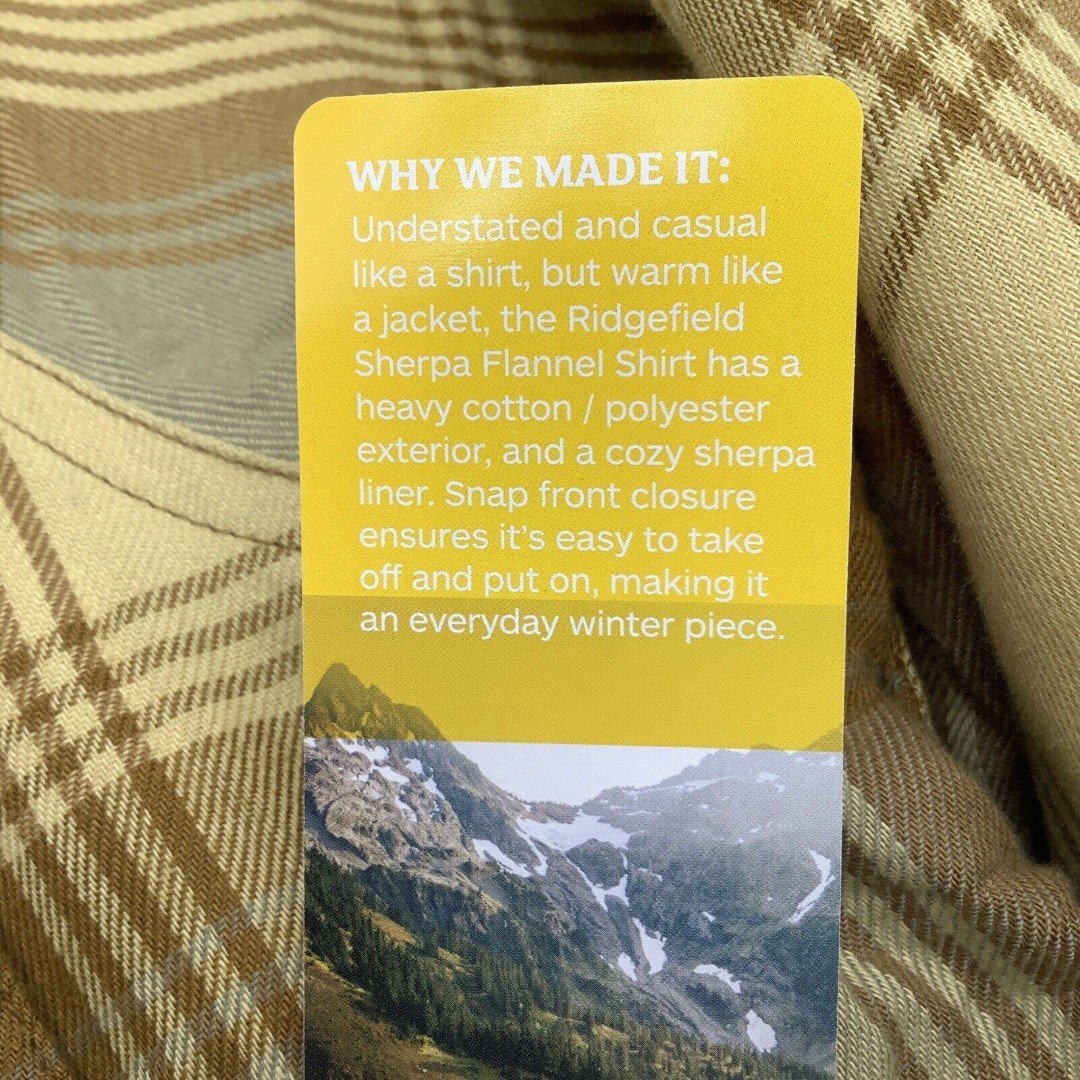 WHY WE MADE IT:
Understated and casual
like a shirt, but warm like
a jacket, the Ridgefield
Sherpa Flannel Shirt has a
heavy cotton / polyester
exterior, and a cozy sherpa
liner. Snap front closure
ensures it's easy to take
off and put on, making it
an everyday winter piece.